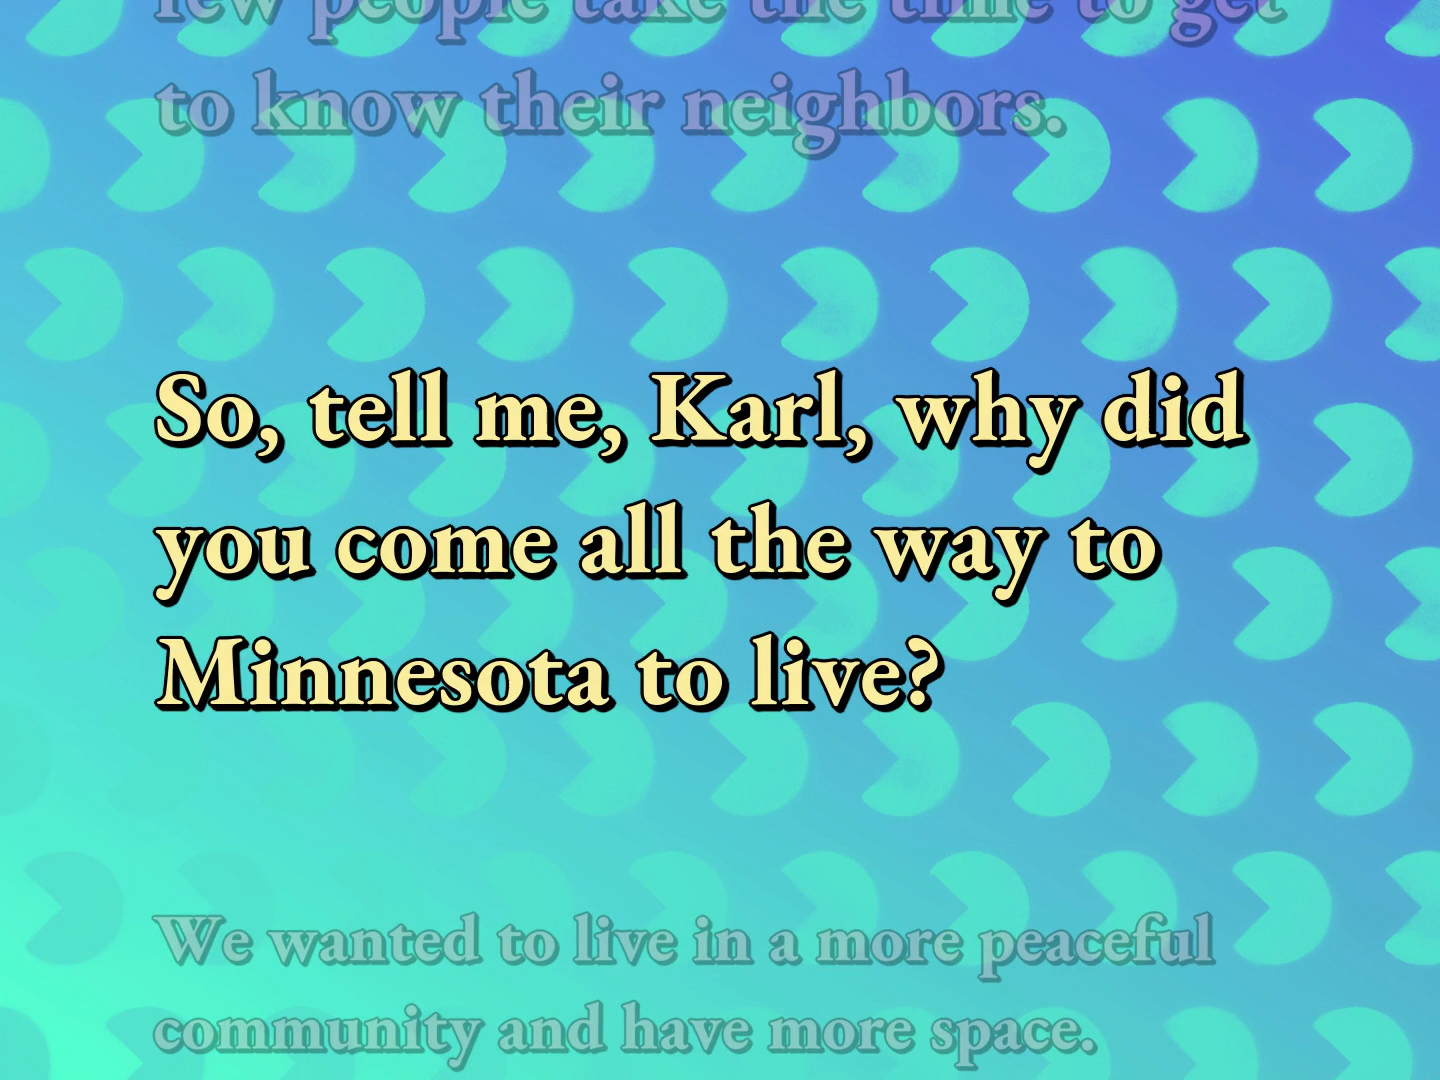 few people take the time to get
to know their neighbors.
So, tell me, Karl, why did
you come all the way to
Minnesota to live?
We wanted to live in a more peaceful
community and have more space.